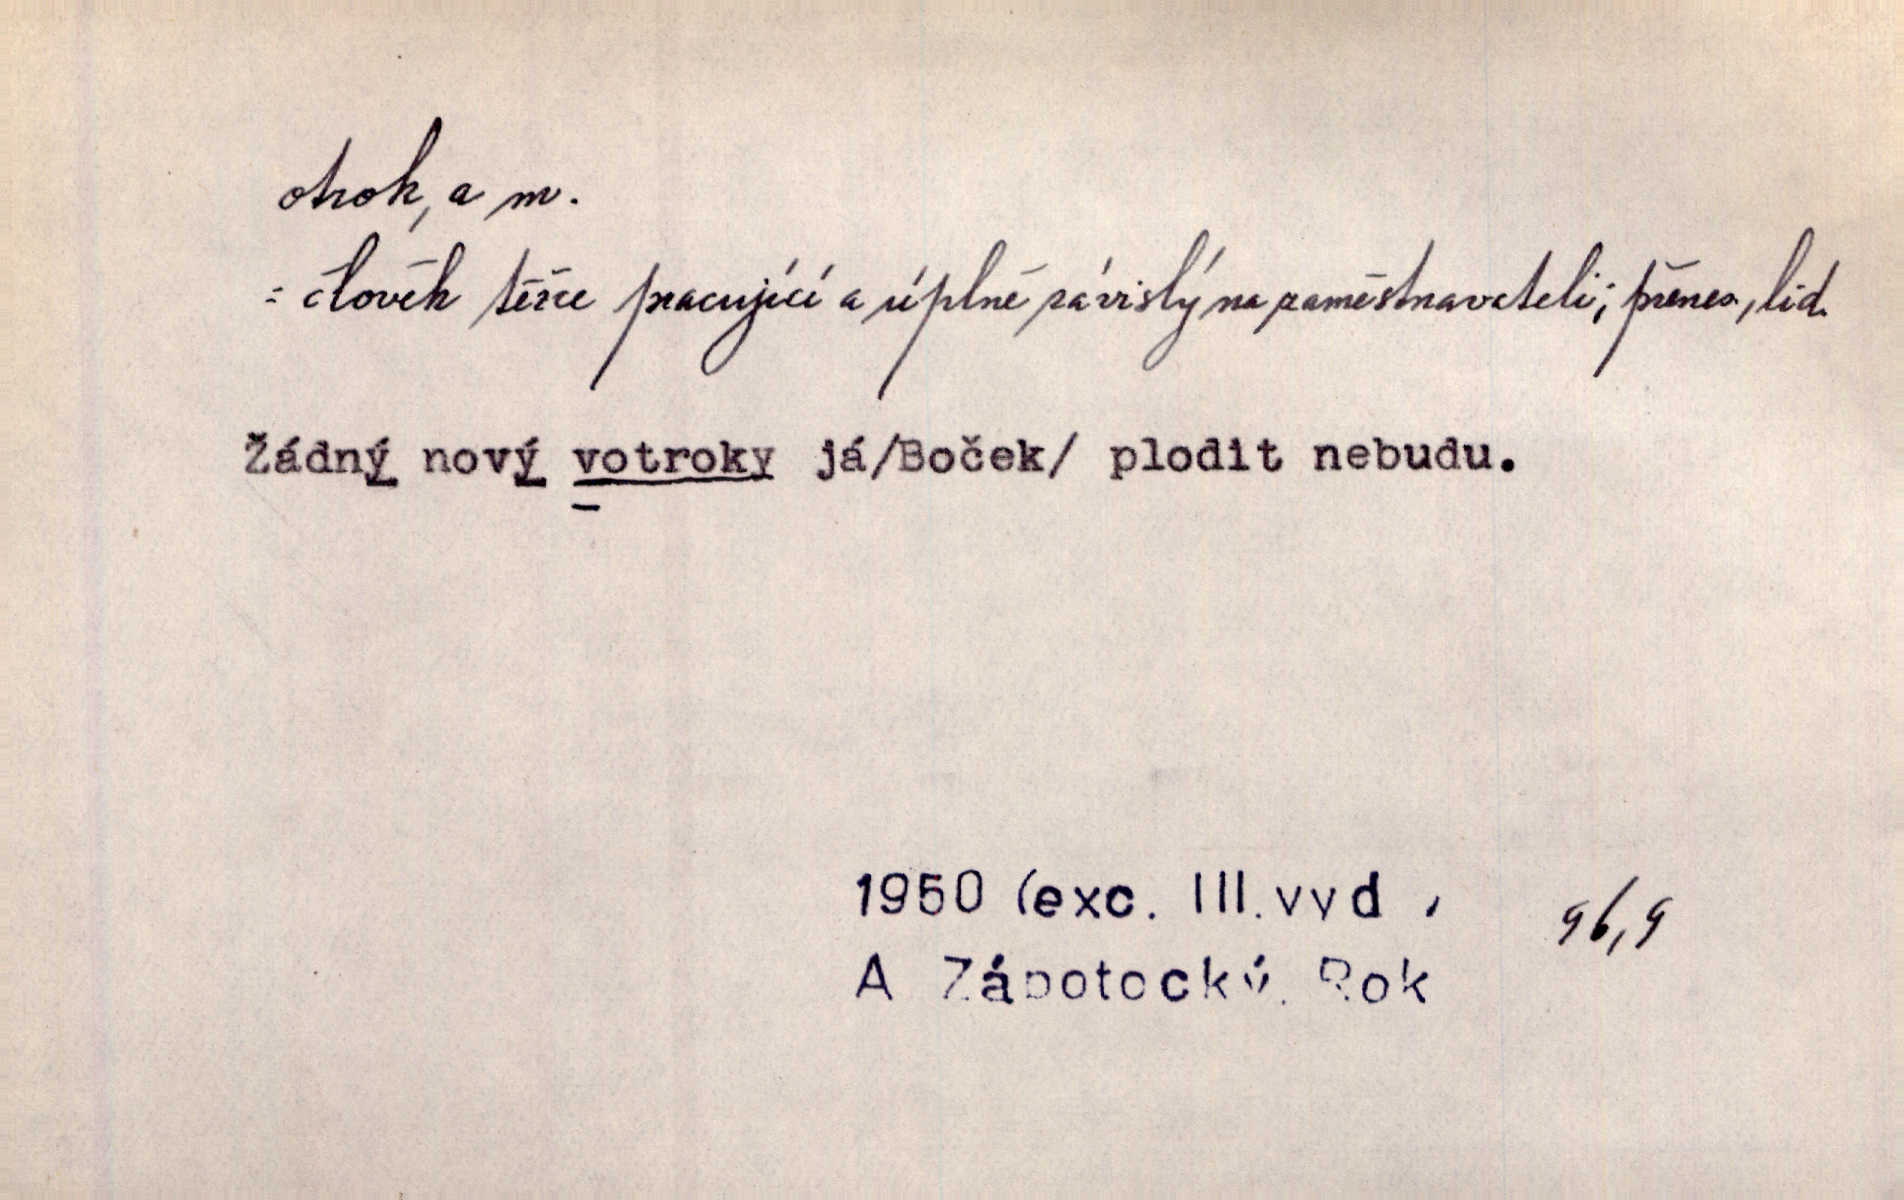 otrok, a m.
= člověk těžce pracující a úplně závislý na zaměstnavateli; přenes., lid.
Žádný nový votroky já/Boček/ plodit nebudu.
1950 (exc. III.vyd
96,9
A Zápotocký. Rok